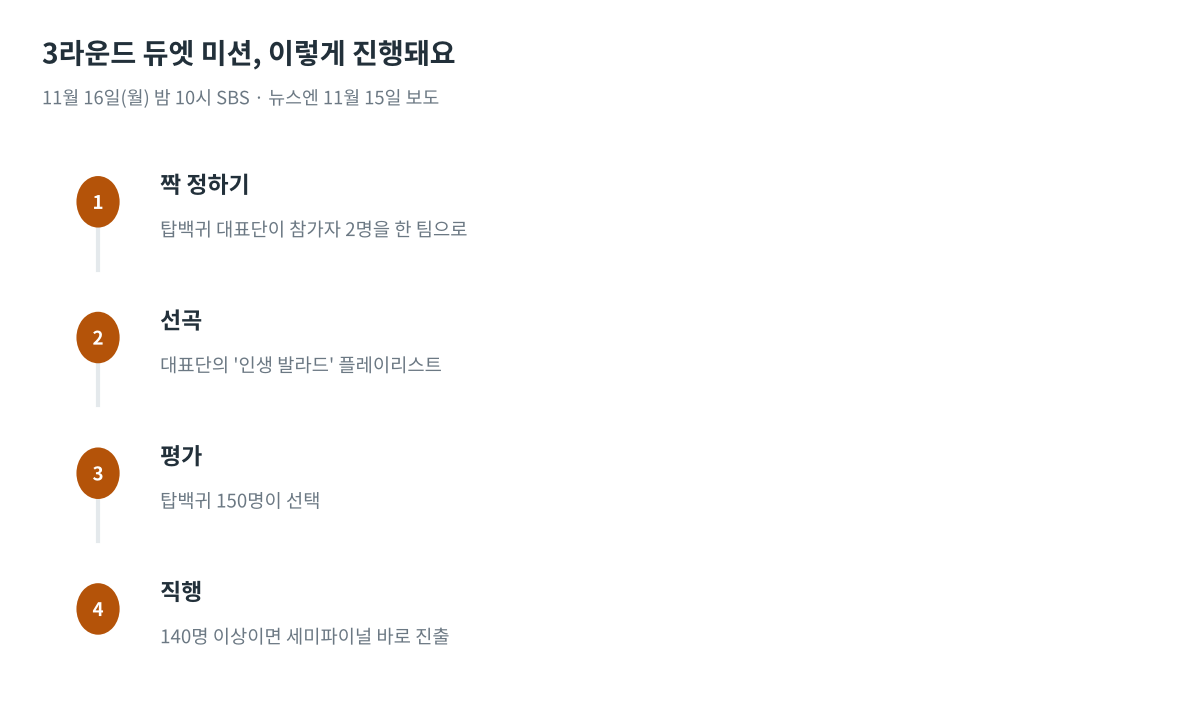 3라운드 듀엣 미션, 이렇게 진행돼요
11월 16일(월) 밤 10시 SBS · 뉴스엔 11월 15일 보도
1
짝 정하기
탑백귀 대표단이 참가자 2명을 한 팀으로
2
선곡
대표단의 '인생 발라드' 플레이리스트
3
평가
탑백귀 150명이 선택
4
직행
140명 이상이면 세미파이널 바로 진출